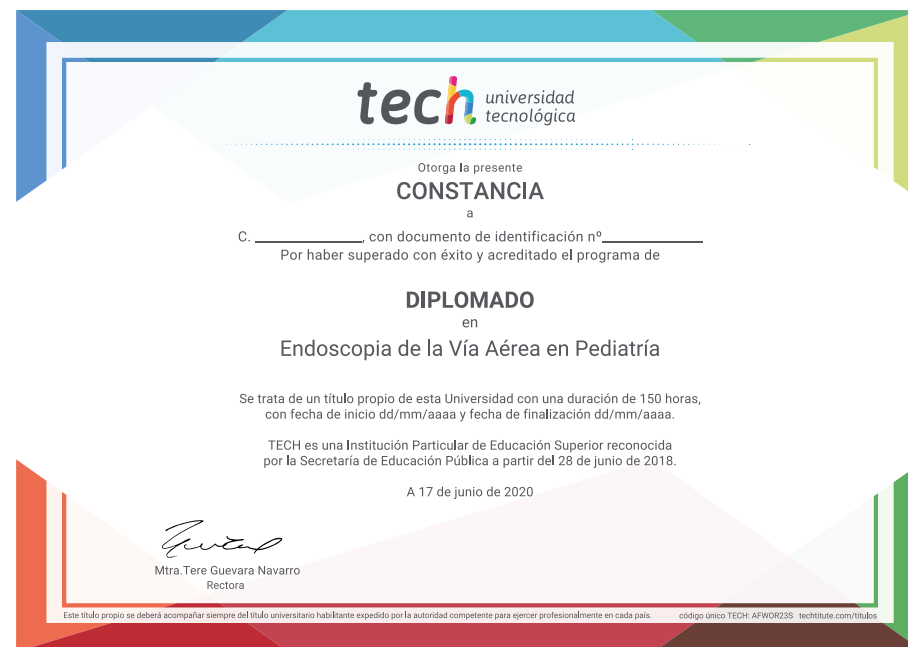 tech universidad
tecnológica
Otorga la presente
CONSTANCIA
a
C. ______________, con documento de identificación nº______________
Por haber superado con éxito y acreditado el programa de
DIPLOMADO
en
Endoscopia de la Vía Aérea en Pediatría
Se trata de un título propio de esta Universidad con una duración de 150 horas,
con fecha de inicio dd/mm/aaaa y fecha de finalización dd/mm/aaaa.
TECH es una Institución Particular de Educación Superior reconocida
por la Secretaría de Educación Pública a partir del 28 de junio de 2018.
A 17 de junio de 2020
Mtra.Tere Guevara Navarro
Rectora
Este título propio se deberá acompañar siempre del título universitario habilitante expedido por la autoridad competente para ejercer profesionalmente en cada país. código único TECH: AFWOR23S techtitute.com/títulos